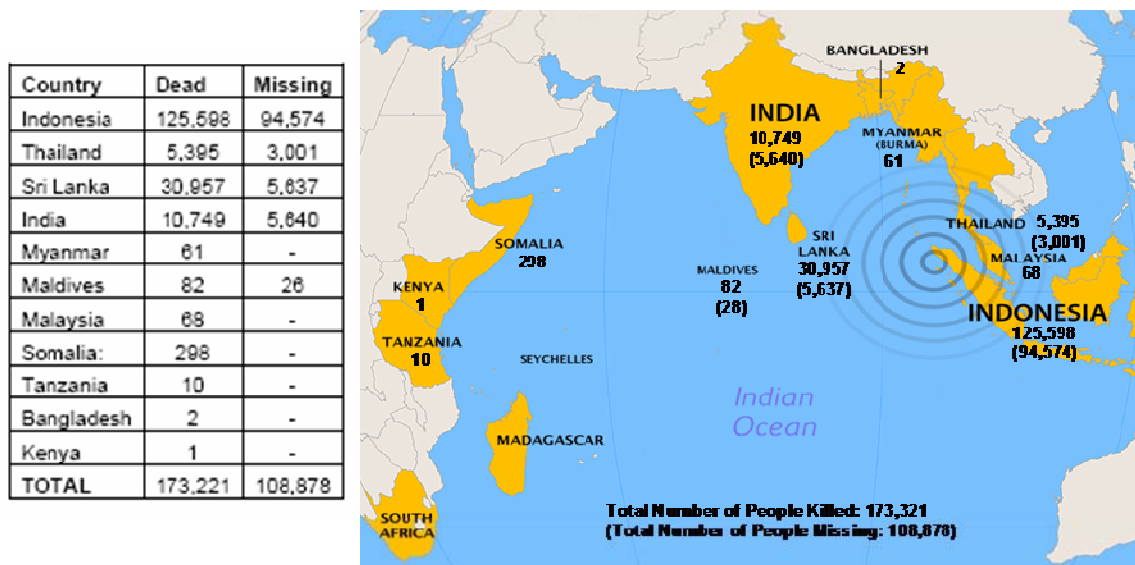 Country Dead Missing
Indonesia 125,598 94,574
Thailand 5,395 3,001
Sri Lanka 30,957 5,637
India 10,749 5,640
Myanmar 61 -
Maldives 82 26
Malaysia 68 -
Somalia: 298 -
Tanzania 10 -
Bangladesh 2 -
Kenya 1 -
TOTAL 173,221 108,878
BANGLADESH
2
INDIA
10,749
(5,640)
MYANMAR
(BURMA)
61
THAILAND 5,395
(3,001)
MALAYSIA
68
SRI
LANKA
30,957
(5,637)
SOMALIA
298
MALDIVES
82
(28)
KENYA
1
INDONESIA
125,598
(94,574)
TANZANIA
10
SEYCHELLES
Indian
Ocean
MADAGASCAR
SOUTH
AFRICA
Total Number of People Killed: 173,321
(Total Number of People Missing: 108,878)